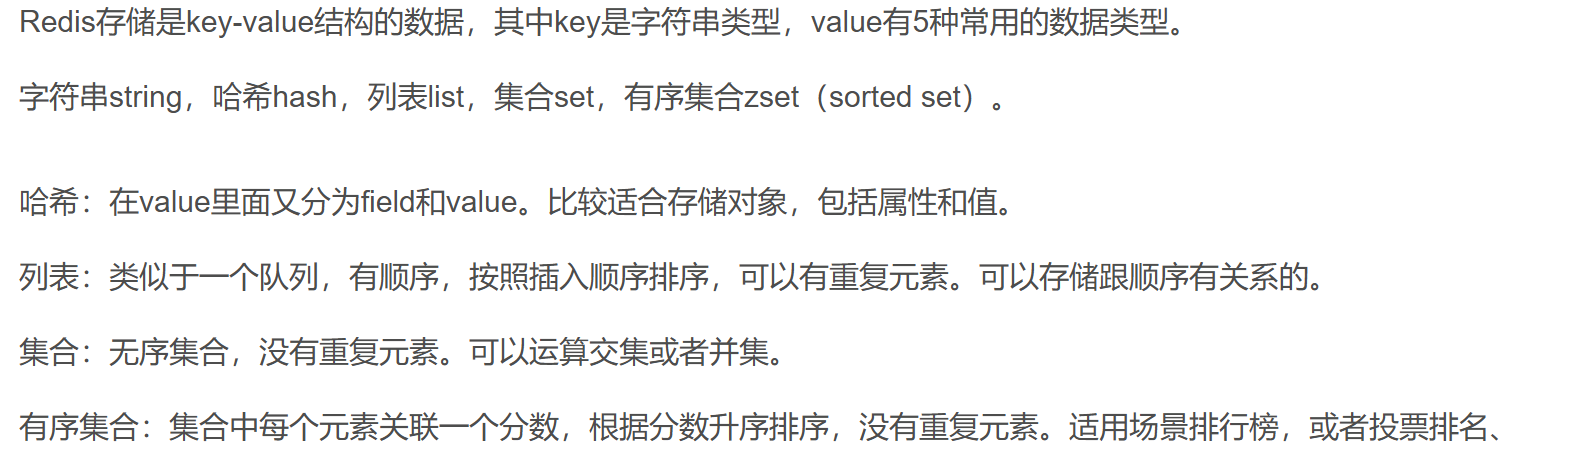 Redis存储是key-value结构的数据，其中key是字符串类型，value有5种常用的数据类型。
字符串string，哈希hash，列表list，集合set，有序集合zset（sorted set）。
哈希：在value里面又分为field和value。比较适合存储对象，包括属性和值。
列表：类似于一个队列，有顺序，按照插入顺序排序，可以有重复元素。可以存储跟顺序有关系的。
集合：无序集合，没有重复元素。可以运算交集或者并集。
有序集合：集合中每个元素关联一个分数，根据分数升序排序，没有重复元素。适用场景排行榜，或者投票排名、